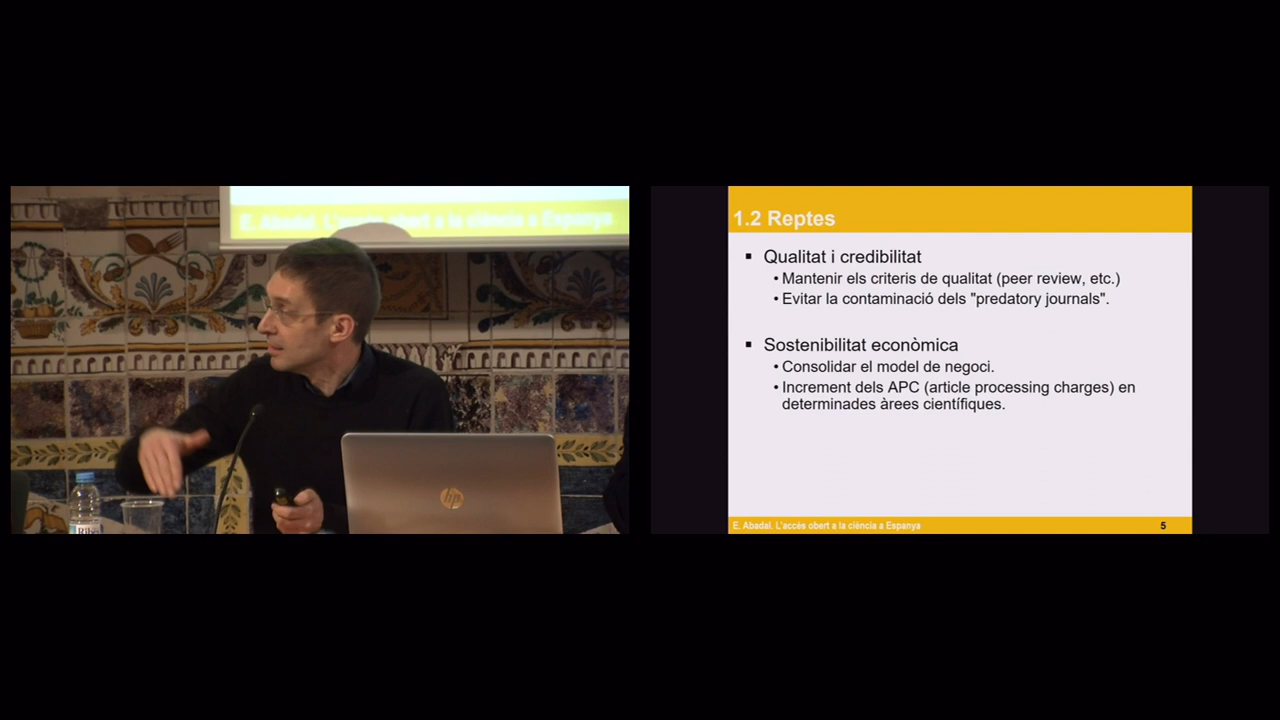 E. Abadal. L'accés obert a la ciència a Espanya
hp
1.2 Reptes
Qualitat i credibilitat
Mantenir els criteris de qualitat (peer review, etc.)
Evitar la contaminació dels "predatory journals".
Sostenibilitat econòmica
Consolidar el model de negoci.
Increment dels APC (article processing charges) en
determinades àrees científiques.
E. Abadal. L'accés obert a la ciència a Espanya
5